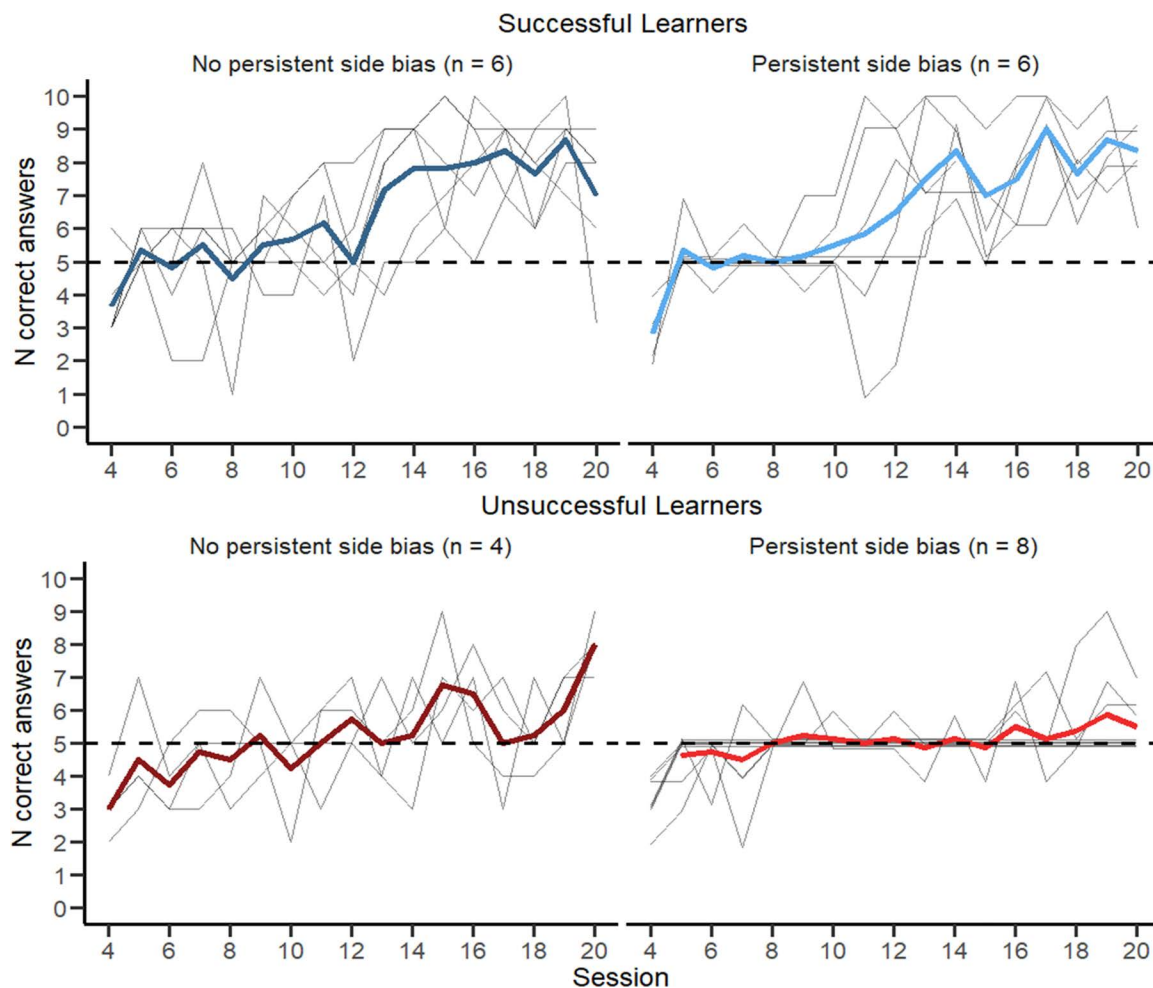 Successful Learners
No persistent side bias (n = 6)
Persistent side bias (n = 6)
N correct answers
10
9
8
7
6
5
4
3
2
1
0
4 6 8 10 12 14 16 18 20
4 6 8 10 12 14 16 18 20
Unsuccessful Learners
No persistent side bias (n = 4)
Persistent side bias (n = 8)
N correct answers
10
9
8
7
6
5
4
3
2
1
0
4 6 8 10 12 14 16 18 20
4 6 8 10 12 14 16 18 20
Session